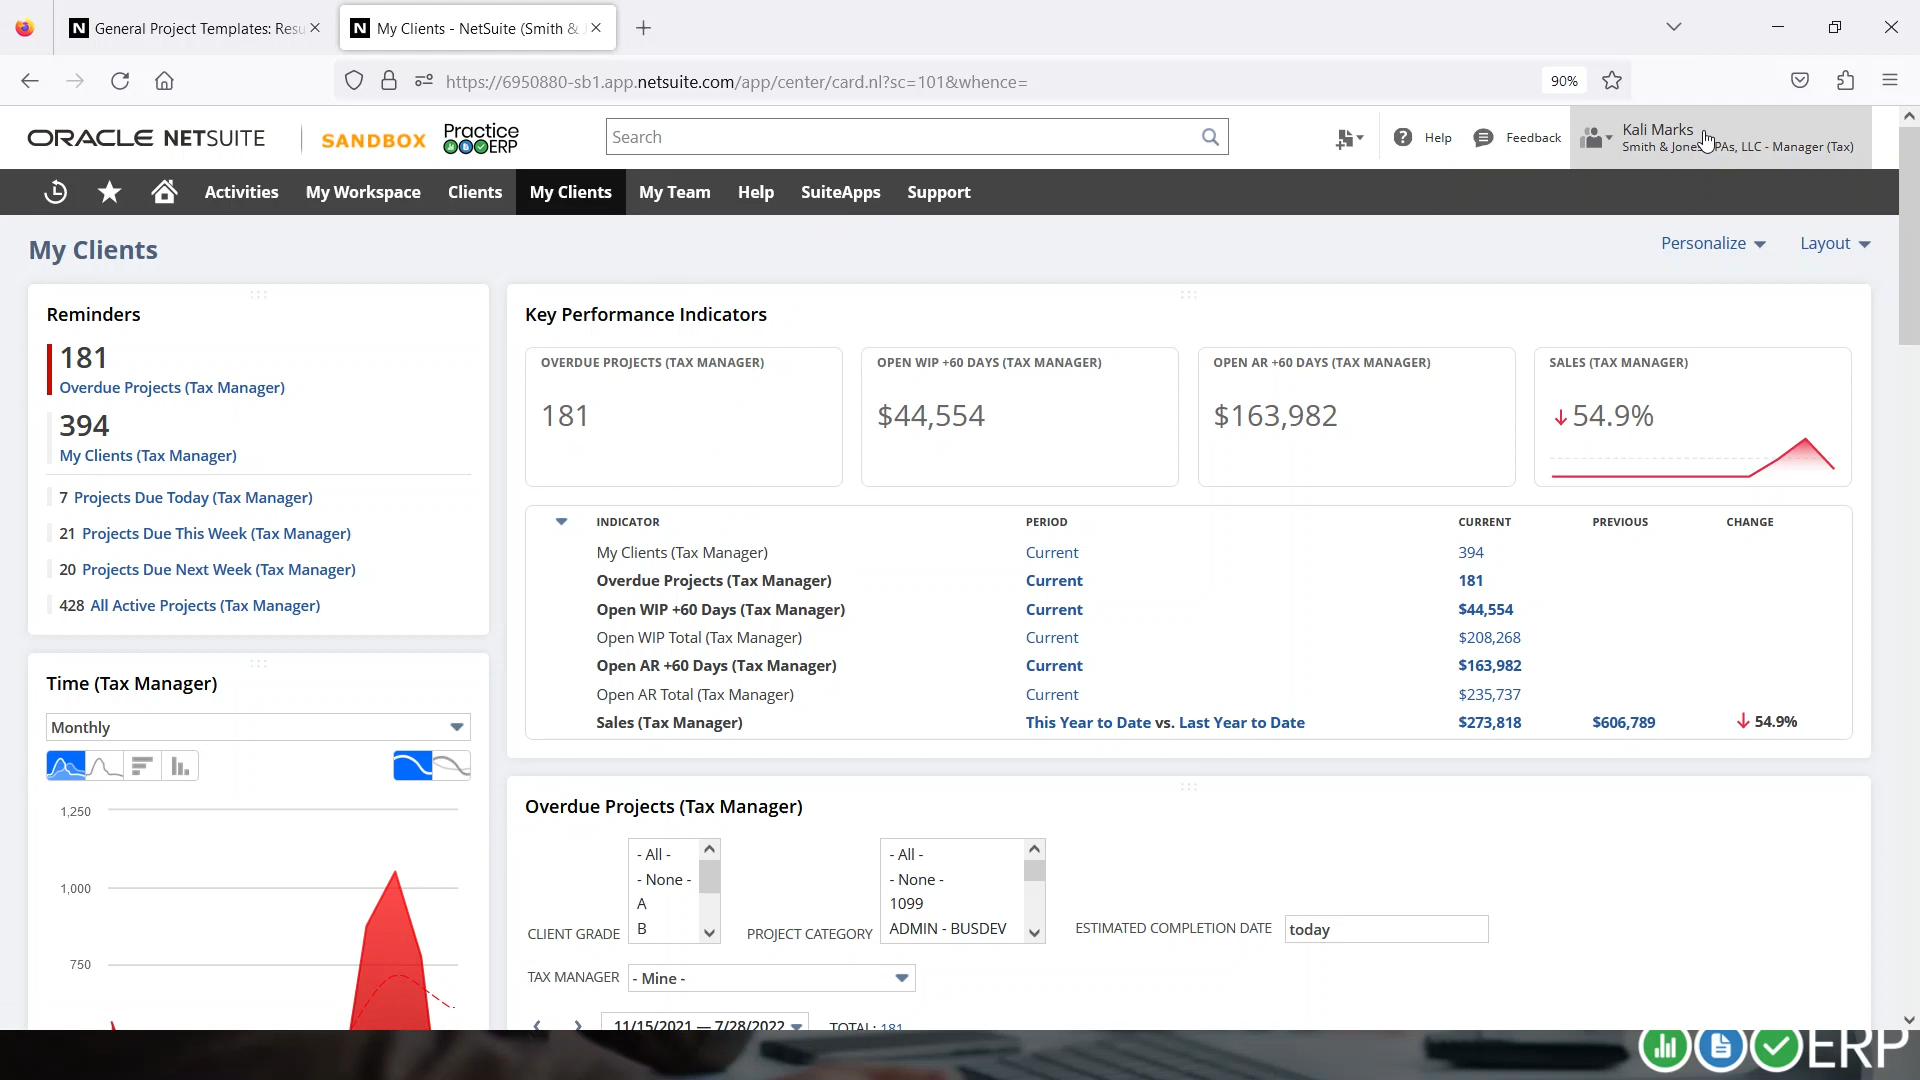 General Project Templates: Resu
My Clients - NetSuite (Smith & J
https://6950880-sb1.app.netsuite.com/app/center/card.nl?sc=101&whence=
90%
ORACLE NETSUITE
SANDBOX
Practice
ERP
Search
Help
Feedback
Kali Marks
Smith & Jones PAs, LLC - Manager (Tax)
Activities
My Workspace
Clients
My Clients
My Team
Help
SuiteApps
Support
My Clients
Personalize
Layout
Reminders
181
Overdue Projects (Tax Manager)
394
My Clients (Tax Manager)
7 Projects Due Today (Tax Manager)
21 Projects Due This Week (Tax Manager)
20 Projects Due Next Week (Tax Manager)
428 All Active Projects (Tax Manager)
Key Performance Indicators
OVERDUE PROJECTS (TAX MANAGER)
181
OPEN WIP +60 DAYS (TAX MANAGER)
$44,554
OPEN AR +60 DAYS (TAX MANAGER)
$163,982
SALES (TAX MANAGER)
54.9%
INDICATOR PERIOD CURRENT PREVIOUS CHANGE
My Clients (Tax Manager) Current 394
Overdue Projects (Tax Manager) Current 181
Open WIP +60 Days (Tax Manager) Current $44,554
Open WIP Total (Tax Manager) Current $208,268
Open AR +60 Days (Tax Manager) Current $163,982
Open AR Total (Tax Manager) Current $235,737
Sales (Tax Manager) This Year to Date vs. Last Year to Date $273,818 $606,789 54.9%
Time (Tax Manager)
Monthly
1,250
1,000
750
Overdue Projects (Tax Manager)
CLIENT GRADE
- All -
- None -
A
B
PROJECT CATEGORY
- All -
- None -
1099
ADMIN - BUSDEV
ESTIMATED COMPLETION DATE
today
TAX MANAGER
- Mine -
11/15/2021 — 7/28/2022
TOTAL: 181
ERP